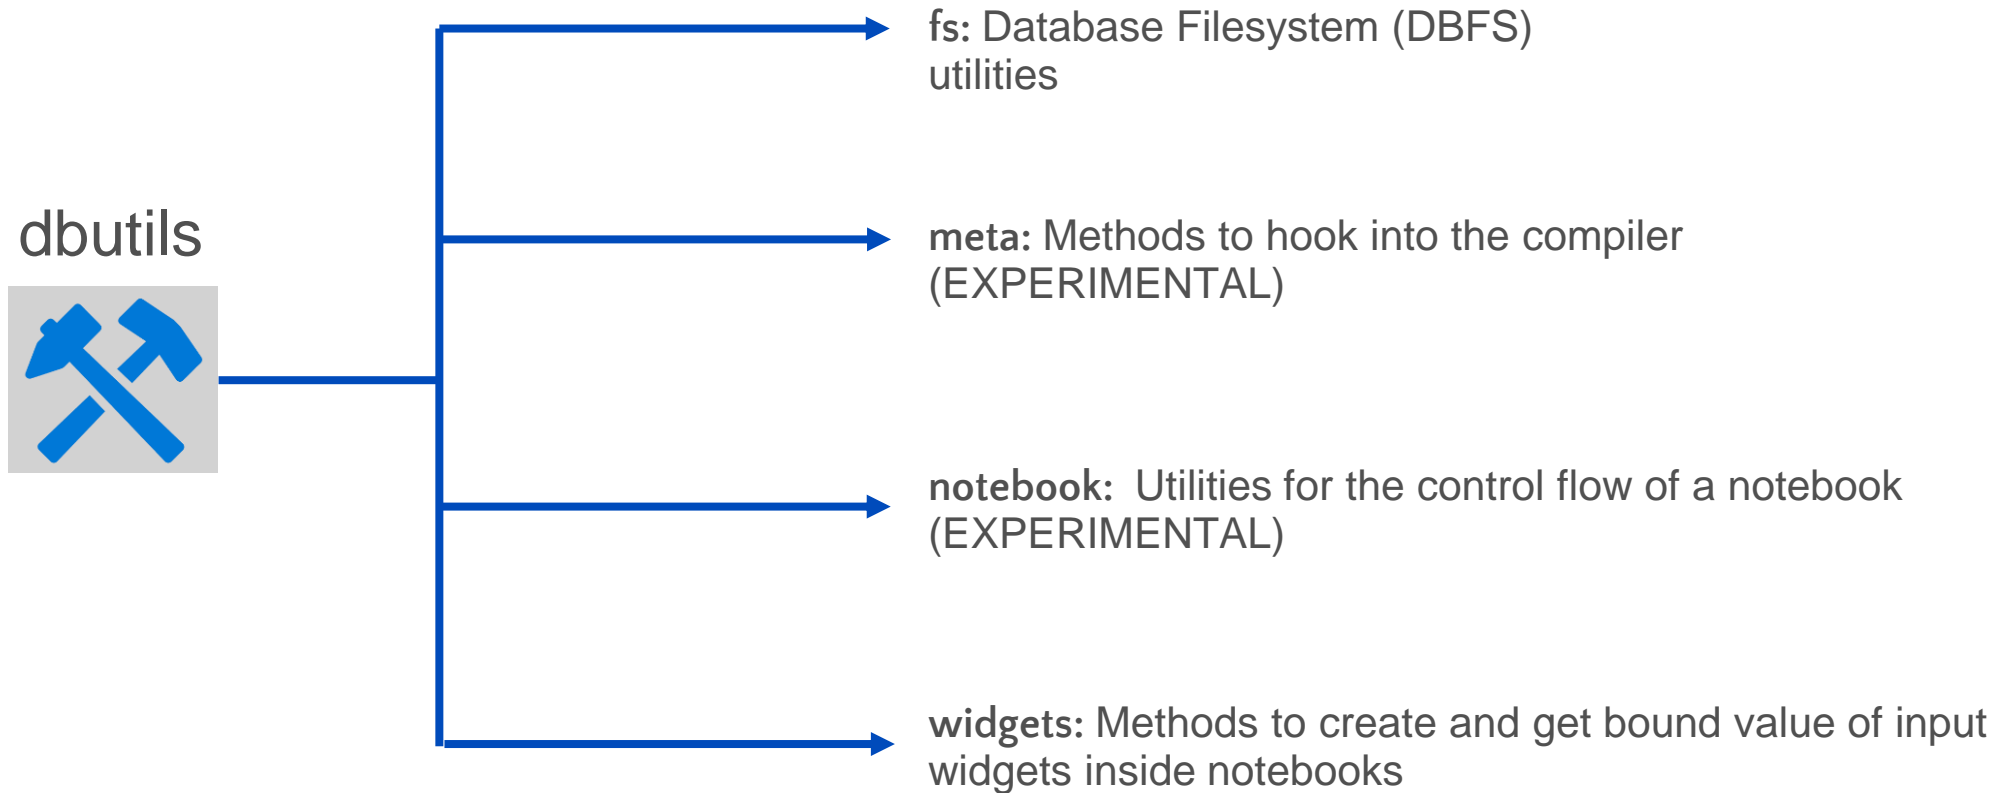 dbutils
fs: Database Filesystem (DBFS)
utilities
meta: Methods to hook into the compiler
(EXPERIMENTAL)
notebook: Utilities for the control flow of a notebook
(EXPERIMENTAL)
widgets: Methods to create and get bound value of input
widgets inside notebooks